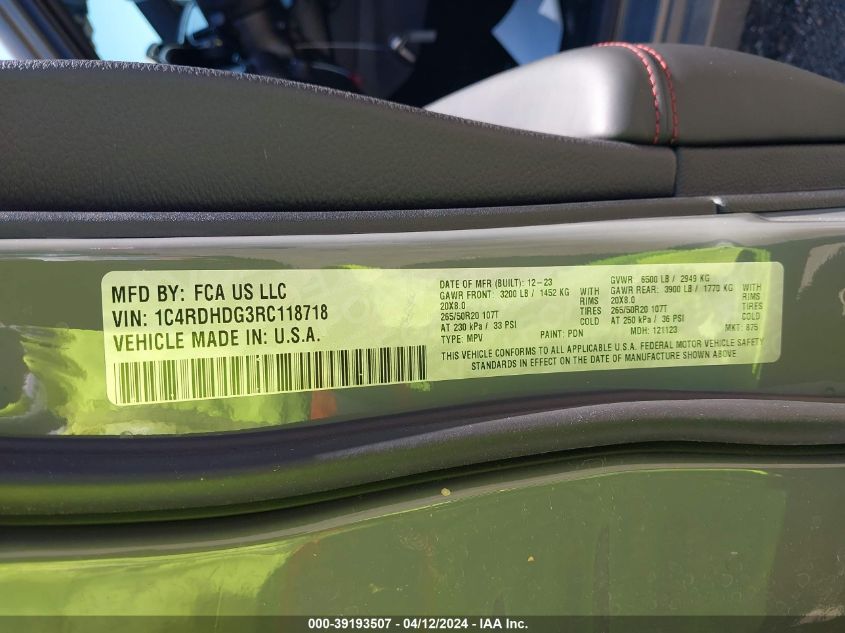 MFD BY: FCA US LLC
VIN: 1C4RDHDG3RC118718
VEHICLE MADE IN: U.S.A.
DATE OF MFR (BUILT): 12-23
GAWR FRONT: 3200 LB / 1452 KG WITH
20X8.0 RIMS
265/50R20 107T TIRES
AT 230 kPa / 33 PSI COLD
TYPE: MPV PAINT: PDN
GVWR 6500 LB / 2949 KG
GAWR REAR: 3900 LB / 1770 KG WITH
20X8.0 RIMS
265/50R20 107T TIRES
AT 250 kPa / 36 PSI COLD
MDH: 121123 MKT: 875
THIS VEHICLE CONFORMS TO ALL APPLICABLE U.S.A. FEDERAL MOTOR VEHICLE SAFETY
STANDARDS IN EFFECT ON THE DATE OF MANUFACTURE SHOWN ABOVE
000-39193507 - 04/12/2024 - IAA Inc.